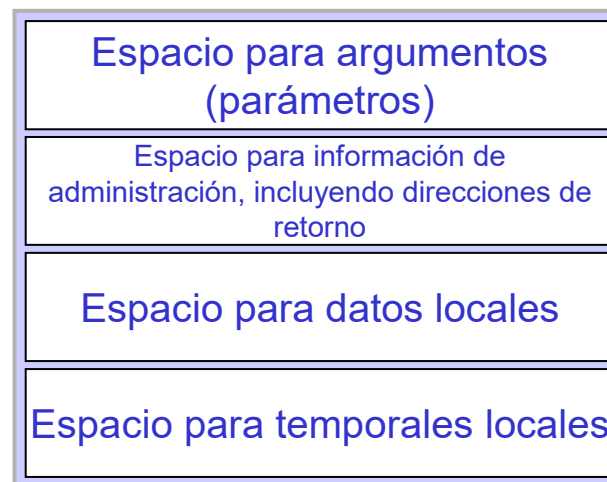 Espacio para argumentos
(parámetros)
Espacio para información de
administración, incluyendo direcciones de
retorno
Espacio para datos locales
Espacio para temporales locales